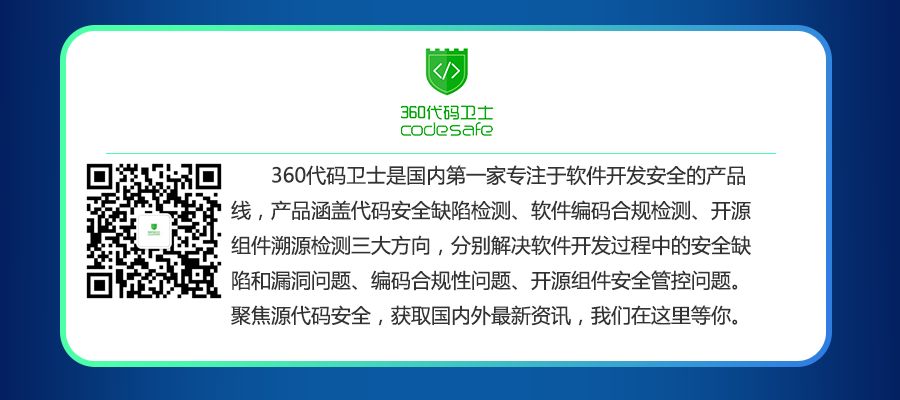 360代码卫士
codesafe
360代码卫士是国内第一家专注于软件开发安全的产品
线，产品涵盖代码安全缺陷检测、软件编码合规检测、开源
组件溯源检测三大方向，分别解决软件开发过程中的安全缺
陷和漏洞问题、编码合规性问题、开源组件安全管控问题。
聚焦源代码安全，获取国内外最新资讯，我们在这里等你。